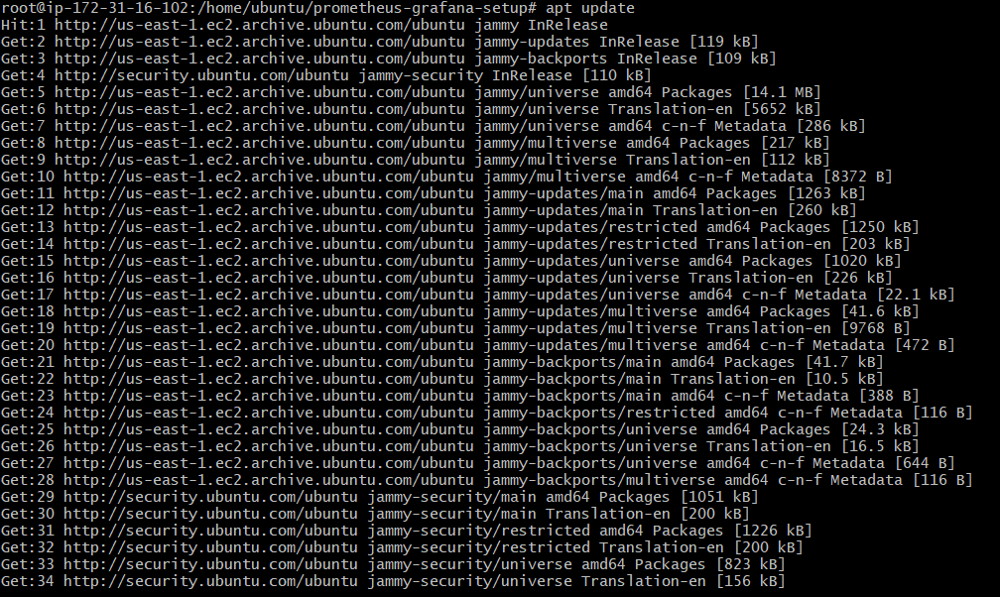 root@ip-172-31-16-102:/home/ubuntu/prometheus-grafana-setup# apt update
Hit:1 http://us-east-1.ec2.archive.ubuntu.com/ubuntu jammy InRelease
Get:2 http://us-east-1.ec2.archive.ubuntu.com/ubuntu jammy-updates InRelease [119 kB]
Get:3 http://us-east-1.ec2.archive.ubuntu.com/ubuntu jammy-backports InRelease [109 kB]
Get:4 http://security.ubuntu.com/ubuntu jammy-security InRelease [110 kB]
Get:5 http://us-east-1.ec2.archive.ubuntu.com/ubuntu jammy/universe amd64 Packages [14.1 MB]
Get:6 http://us-east-1.ec2.archive.ubuntu.com/ubuntu jammy/universe Translation-en [5652 kB]
Get:7 http://us-east-1.ec2.archive.ubuntu.com/ubuntu jammy/universe amd64 c-n-f Metadata [286 kB]
Get:8 http://us-east-1.ec2.archive.ubuntu.com/ubuntu jammy/multiverse amd64 Packages [217 kB]
Get:9 http://us-east-1.ec2.archive.ubuntu.com/ubuntu jammy/multiverse Translation-en [112 kB]
Get:10 http://us-east-1.ec2.archive.ubuntu.com/ubuntu jammy/multiverse amd64 c-n-f Metadata [8372 B]
Get:11 http://us-east-1.ec2.archive.ubuntu.com/ubuntu jammy-updates/main amd64 Packages [1263 kB]
Get:12 http://us-east-1.ec2.archive.ubuntu.com/ubuntu jammy-updates/main Translation-en [260 kB]
Get:13 http://us-east-1.ec2.archive.ubuntu.com/ubuntu jammy-updates/restricted amd64 Packages [1250 kB]
Get:14 http://us-east-1.ec2.archive.ubuntu.com/ubuntu jammy-updates/restricted Translation-en [203 kB]
Get:15 http://us-east-1.ec2.archive.ubuntu.com/ubuntu jammy-updates/universe amd64 Packages [1020 kB]
Get:16 http://us-east-1.ec2.archive.ubuntu.com/ubuntu jammy-updates/universe Translation-en [226 kB]
Get:17 http://us-east-1.ec2.archive.ubuntu.com/ubuntu jammy-updates/universe amd64 c-n-f Metadata [22.1 kB]
Get:18 http://us-east-1.ec2.archive.ubuntu.com/ubuntu jammy-updates/multiverse amd64 Packages [41.6 kB]
Get:19 http://us-east-1.ec2.archive.ubuntu.com/ubuntu jammy-updates/multiverse Translation-en [9768 B]
Get:20 http://us-east-1.ec2.archive.ubuntu.com/ubuntu jammy-updates/multiverse amd64 c-n-f Metadata [472 B]
Get:21 http://us-east-1.ec2.archive.ubuntu.com/ubuntu jammy-backports/main amd64 Packages [41.7 kB]
Get:22 http://us-east-1.ec2.archive.ubuntu.com/ubuntu jammy-backports/main Translation-en [10.5 kB]
Get:23 http://us-east-1.ec2.archive.ubuntu.com/ubuntu jammy-backports/main amd64 c-n-f Metadata [388 B]
Get:24 http://us-east-1.ec2.archive.ubuntu.com/ubuntu jammy-backports/restricted amd64 c-n-f Metadata [116 B]
Get:25 http://us-east-1.ec2.archive.ubuntu.com/ubuntu jammy-backports/universe amd64 Packages [24.3 kB]
Get:26 http://us-east-1.ec2.archive.ubuntu.com/ubuntu jammy-backports/universe Translation-en [16.5 kB]
Get:27 http://us-east-1.ec2.archive.ubuntu.com/ubuntu jammy-backports/universe amd64 c-n-f Metadata [644 B]
Get:28 http://us-east-1.ec2.archive.ubuntu.com/ubuntu jammy-backports/multiverse amd64 c-n-f Metadata [116 B]
Get:29 http://security.ubuntu.com/ubuntu jammy-security/main amd64 Packages [1051 kB]
Get:30 http://security.ubuntu.com/ubuntu jammy-security/main Translation-en [200 kB]
Get:31 http://security.ubuntu.com/ubuntu jammy-security/restricted amd64 Packages [1226 kB]
Get:32 http://security.ubuntu.com/ubuntu jammy-security/restricted Translation-en [200 kB]
Get:33 http://security.ubuntu.com/ubuntu jammy-security/universe amd64 Packages [823 kB]
Get:34 http://security.ubuntu.com/ubuntu jammy-security/universe Translation-en [156 kB]